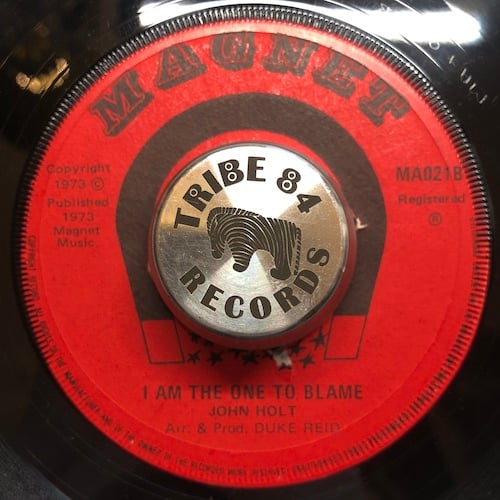 MAGNET
Copyright
1973 ©
Published
1973
Magnet
Music.
MA021B
Registered
®
TRIBE 84
RECORDS
I AM THE ONE TO BLAME
JOHN HOLT
Arr. & Prod. DUKE REID